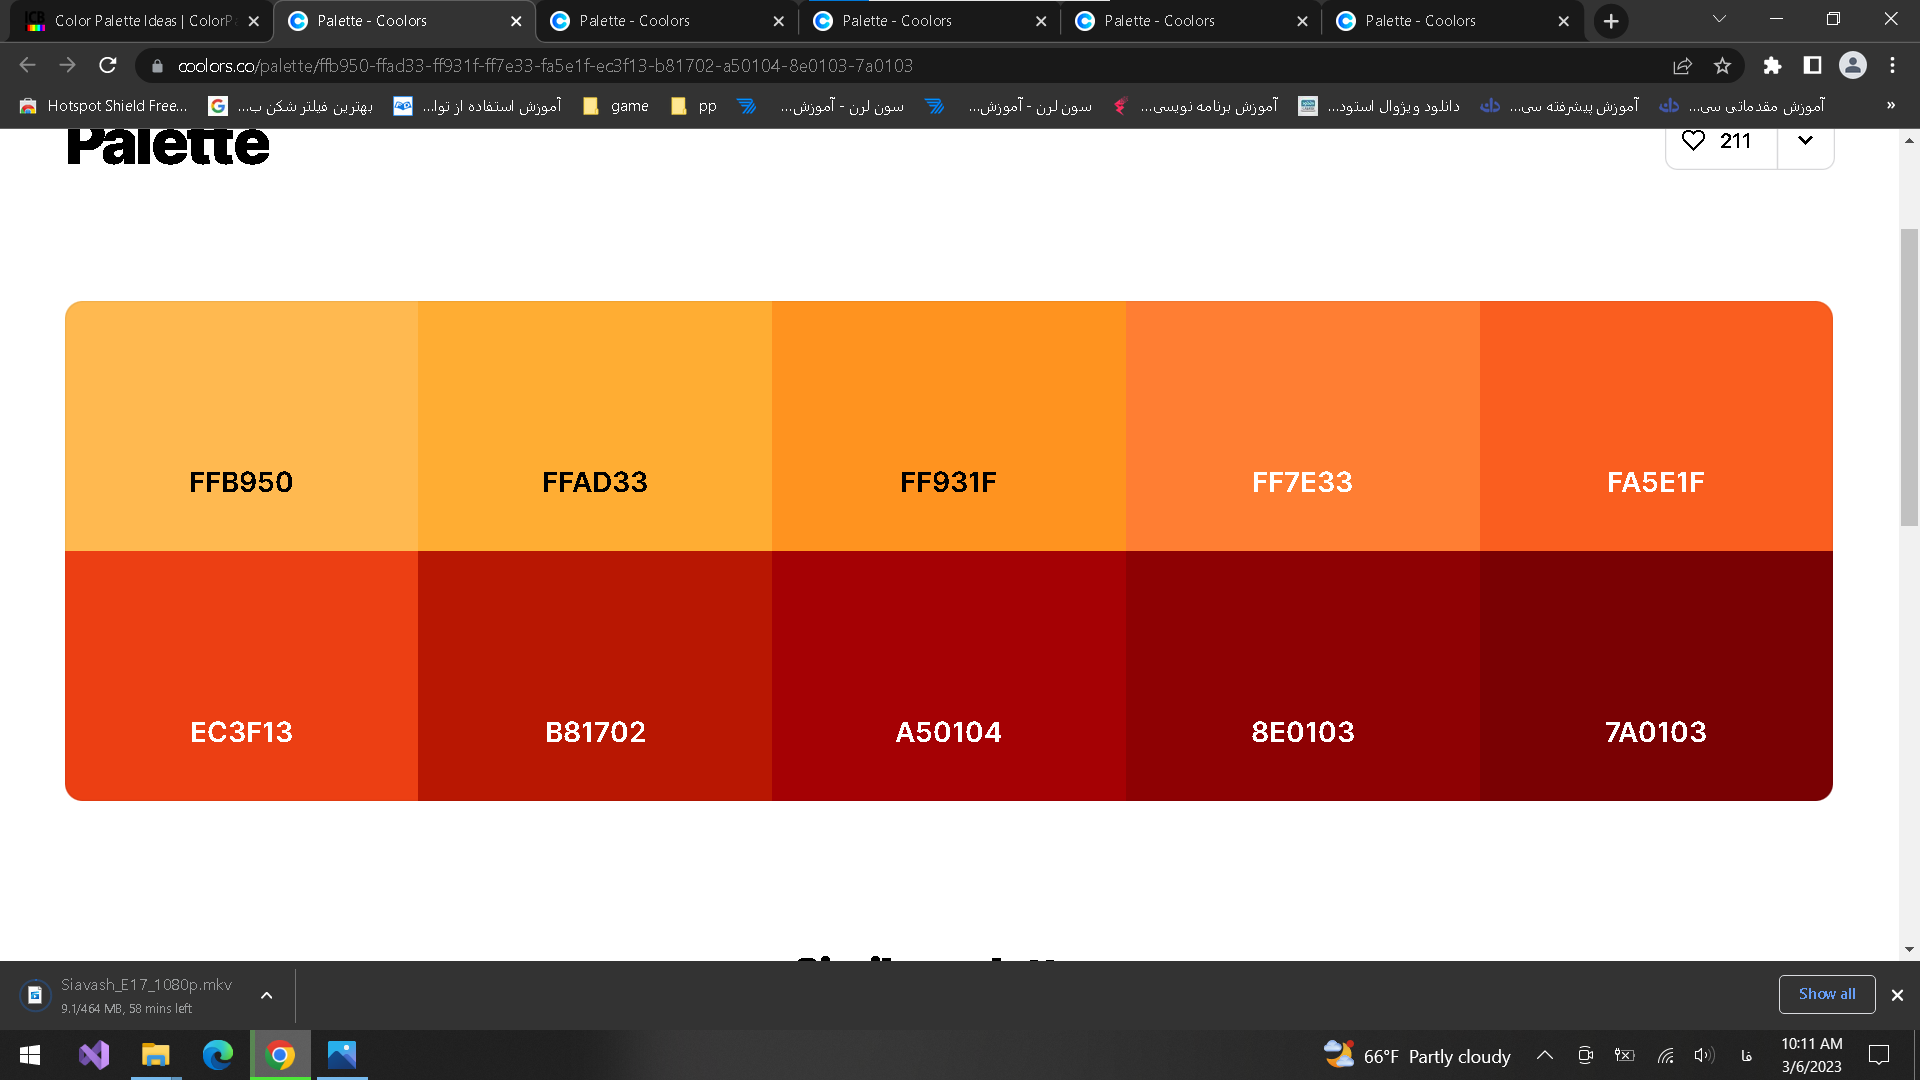 Color Palette Ideas | ColorPa
Palette - Coolors
Palette - Coolors
Palette - Coolors
Palette - Coolors
Palette - Coolors
coolors.co/palette/ffb950-ffad33-ff931f-ff7e33-fa5e1f-ec3f13-b81702-a50104-8e0103-7a0103
Hotspot Shield Free...
بهترین فیلتر شکن ب...
آموزش استفاده از توا...
game
pp
سون لرن - آموزش...
سون لرن - آموزش...
آموزش برنامه نویسی...
دانلود ویژوال استود...
آموزش پیشرفته سی...
آموزش مقدماتی سی...
»
Palette
211
FFB950
FFAD33
FF931F
FF7E33
FA5E1F
EC3F13
B81702
A50104
8E0103
7A0103
Siavash_E17_1080p.mkv
9.1/464 MB, 58 mins left
Show all
66°F Partly cloudy
فا
10:11 AM
3/6/2023